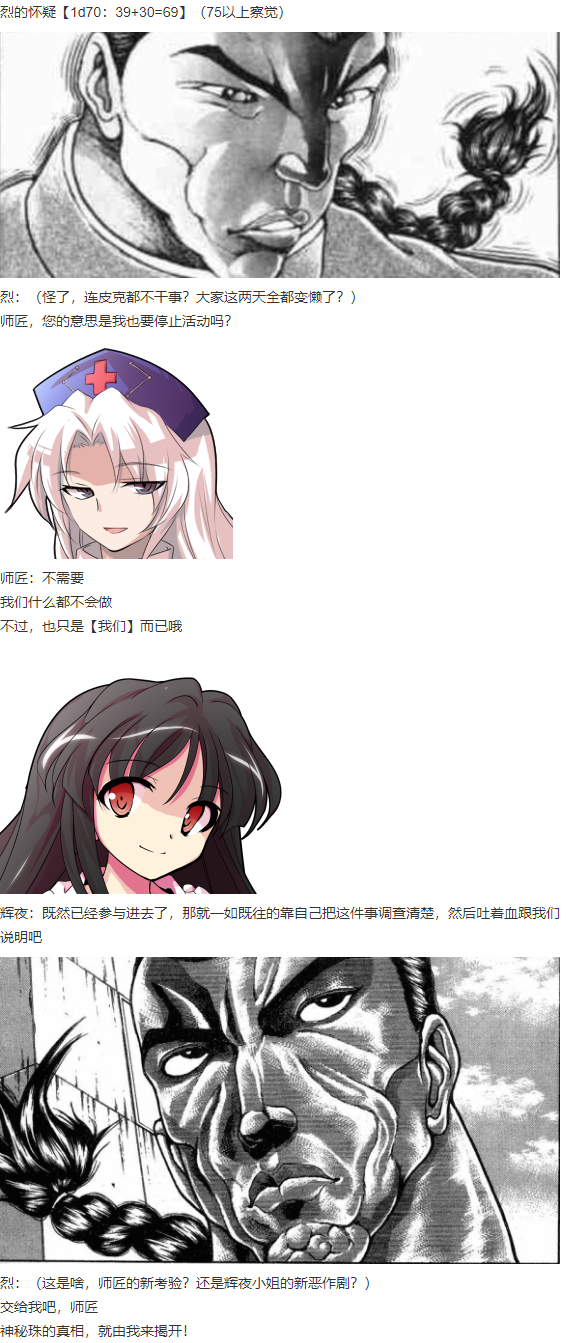 烈的怀疑【1d70：39+30=69】（75以上察觉）
烈：（怪了，连皮克都不干事？大家这两天全都变懒了？）
师匠，您的意思是我也要停止活动吗？
师匠：不需要
我们什么都不会做
不过，也只是【我们】而已哦
辉夜：既然已经参与进去了，那就一如既往的靠自己把这件事调查清楚，然后吐着血跟我们
说明吧
烈：（这是啥，师匠的新考验？还是辉夜小姐的新恶作剧？）
交给我吧，师匠
神秘珠的真相，就由我来揭开！